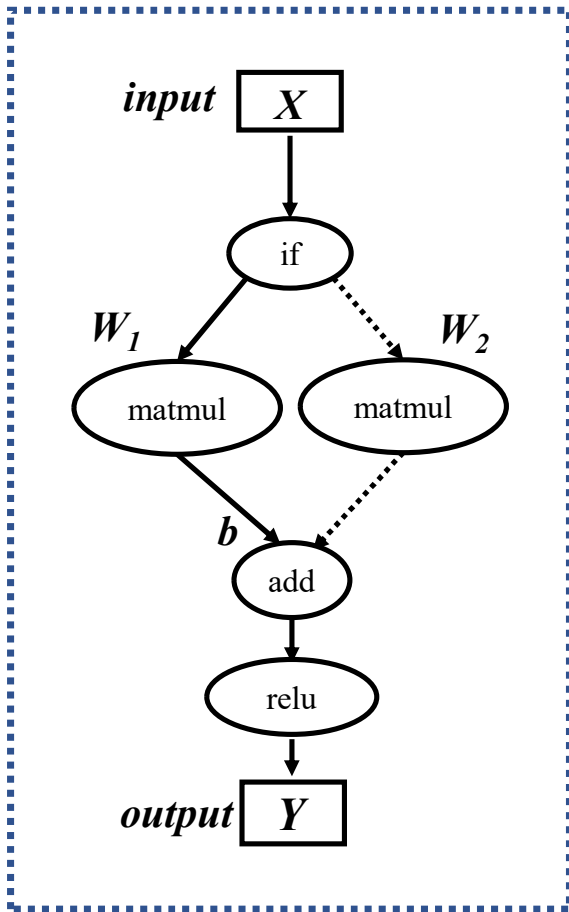 input X
if
W1 W2
matmul matmul
b
add
relu
output Y